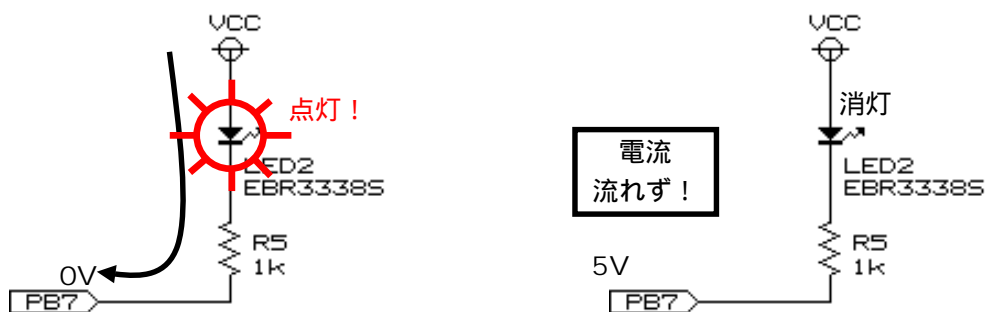 VCC
点灯！
LED2
EBR3338S
R5
1k
0V
PB7
VCC
消灯
電流
流れず！
LED2
EBR3338S
R5
1k
5V
PB7